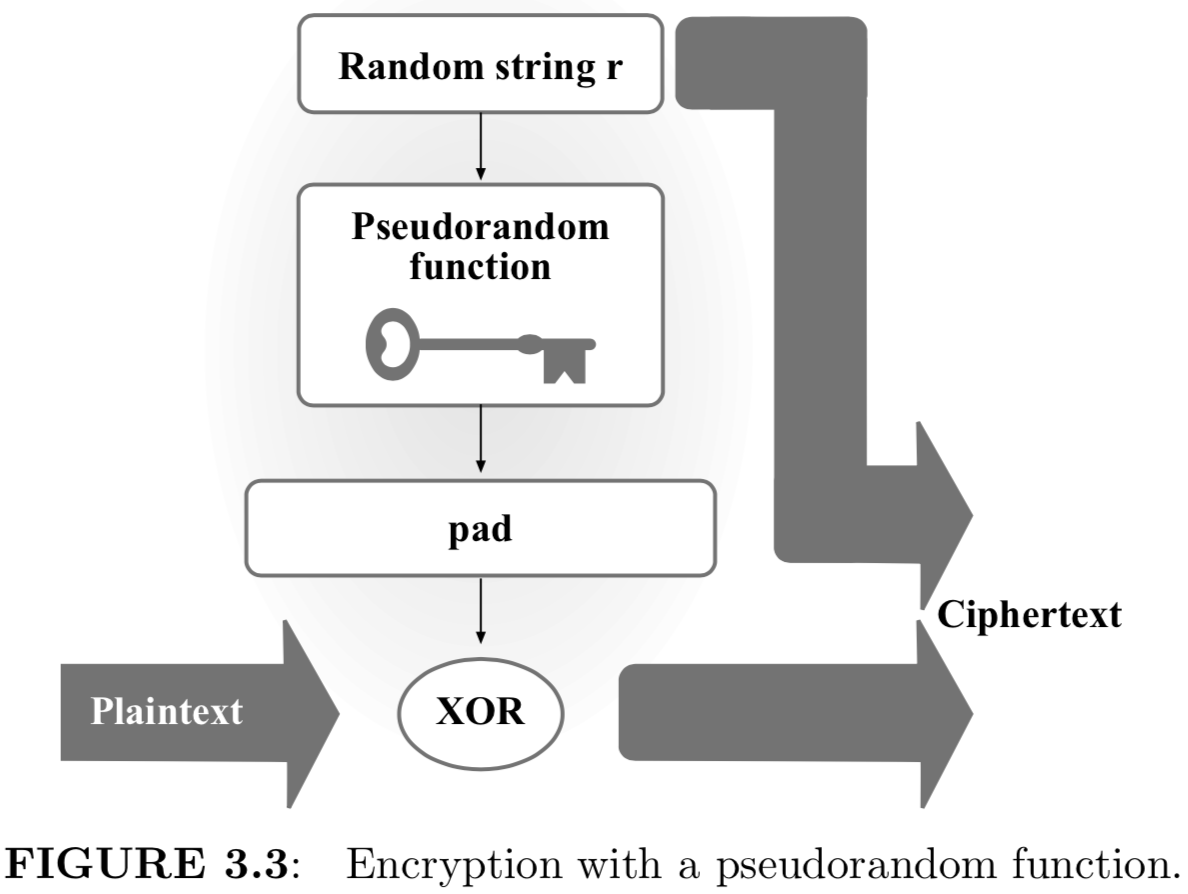 Random string r
Pseudorandom
function
pad
Ciphertext
Plaintext
XOR
FIGURE 3.3: Encryption with a pseudorandom function.